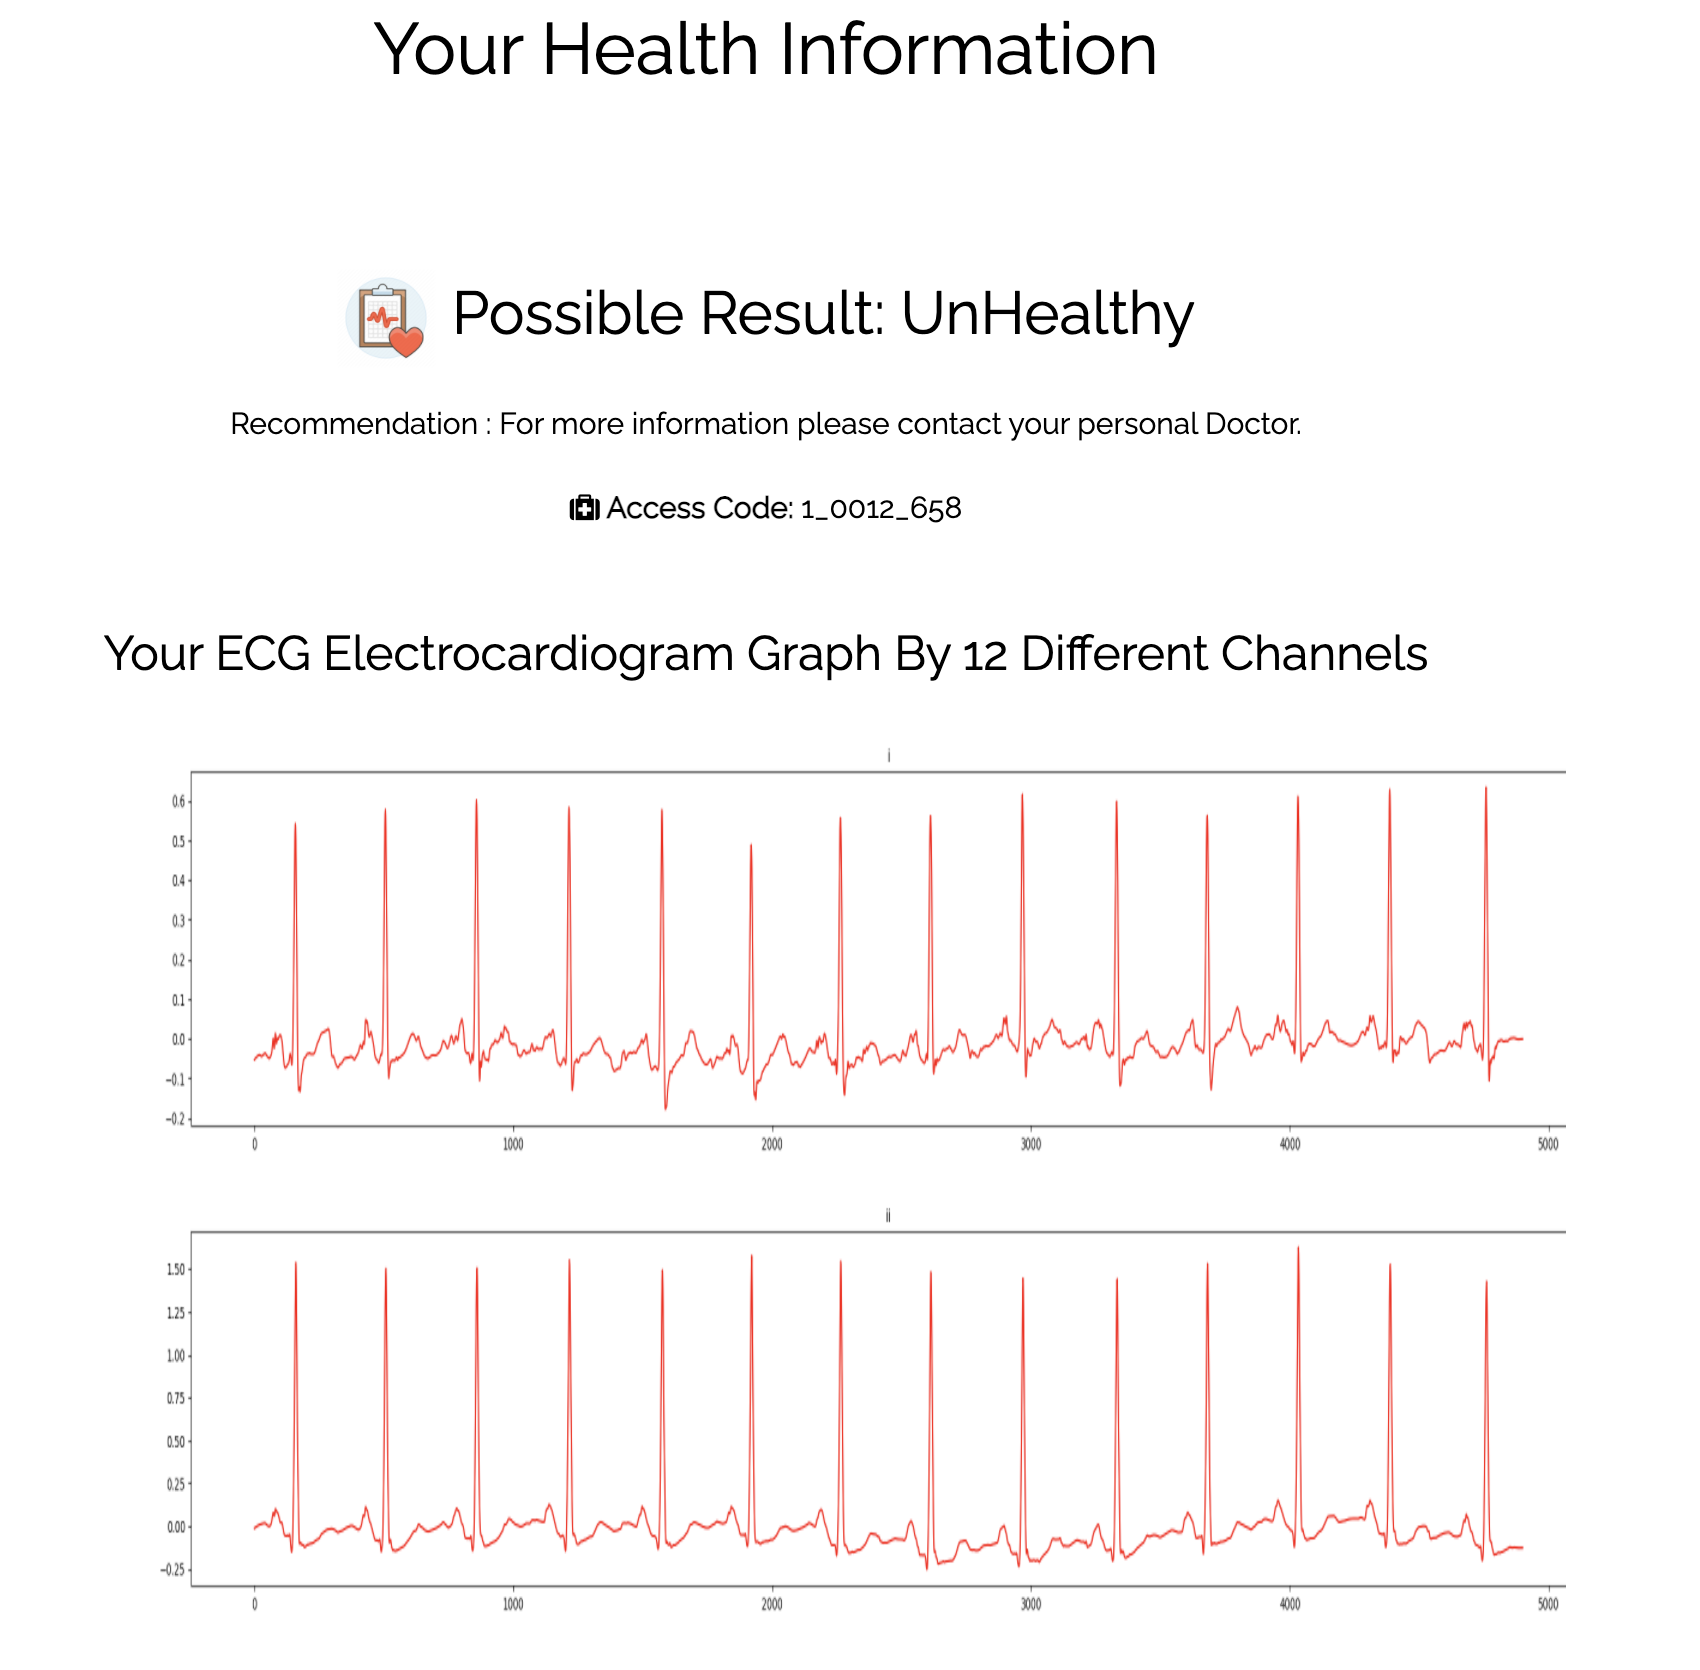 Your Health Information
Possible Result: UnHealthy
Recommendation : For more information please contact your personal Doctor.
Access Code: 1_0012_658
Your ECG Electrocardiogram Graph By 12 Different Channels
i
0.6
0.5
0.4
0.3
0.2
0.1
0.0
−0.1
−0.2
0 1000 2000 3000 4000 5000
ii
1.50
1.25
1.00
0.75
0.50
0.25
0.00
−0.25
0 1000 2000 3000 4000 5000